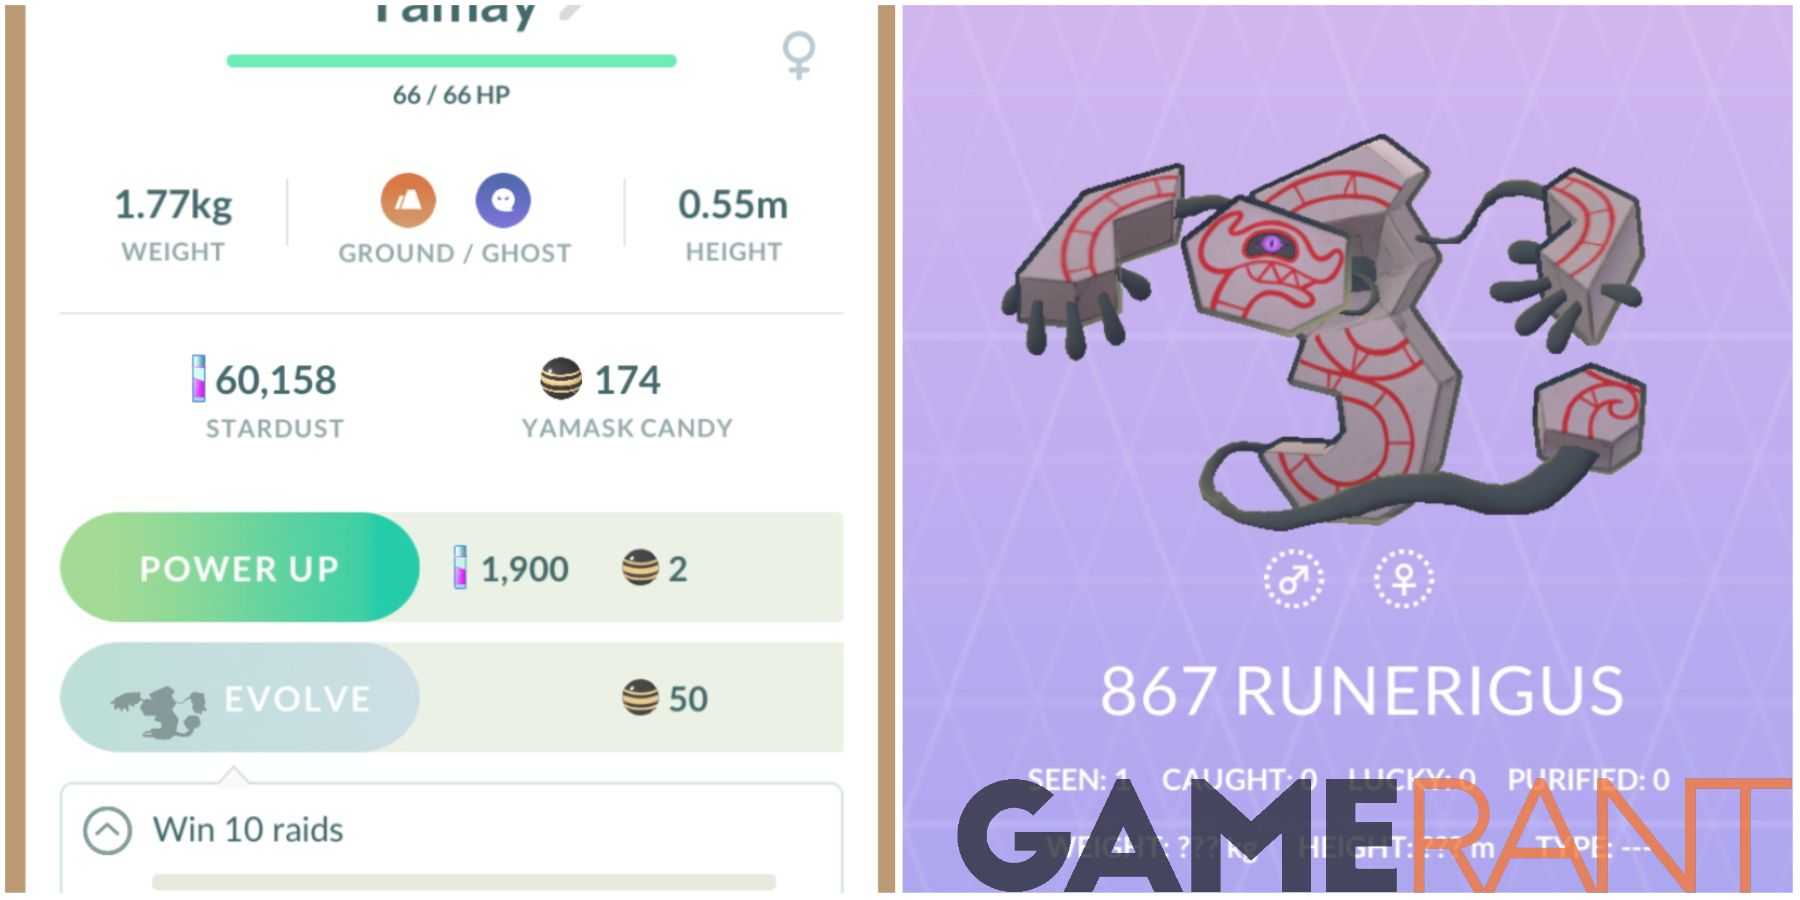 66 / 66 HP
1.77kg
WEIGHT
GROUND / GHOST
0.55m
HEIGHT
60,158
STARDUST
174
YAMASK CANDY
POWER UP
1,900
2
EVOLVE
50
Win 10 raids
867 RUNERIGUS
SEEN: 1 CAUGHT: 0 LUCKY: 0 PURIFIED: 0
WEIGHT: ??? kg HEIGHT: ??? m TYPE: ---
GAMERANT